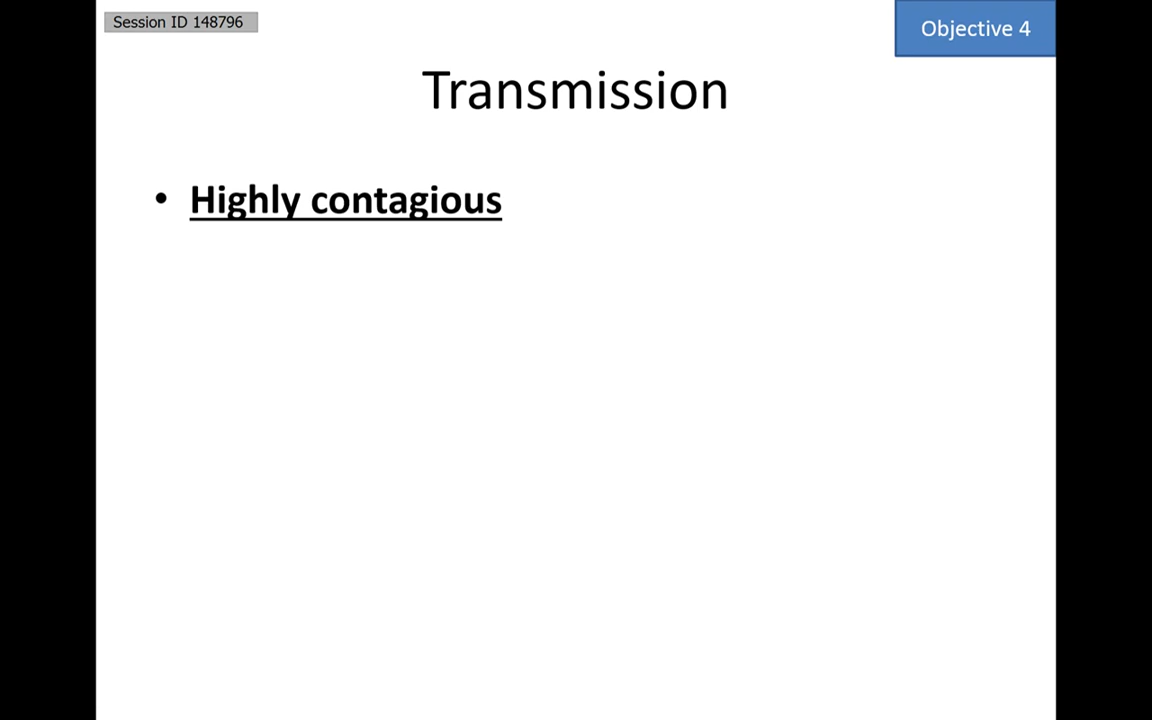 Session ID 148796
Objective 4
Transmission
• Highly contagious